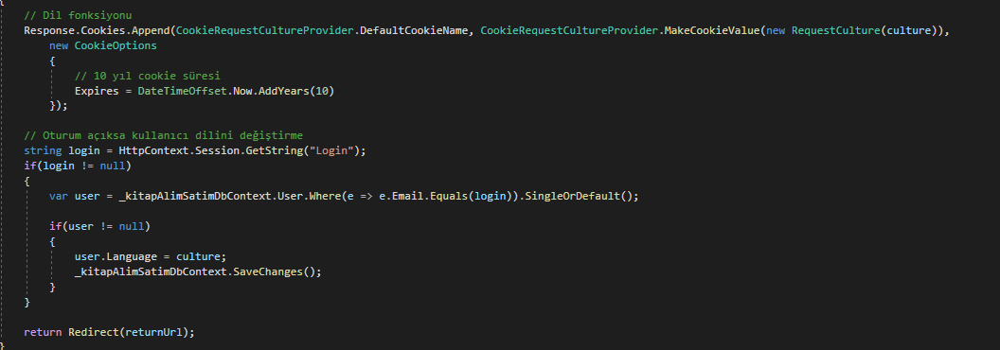 {
// Dil fonksiyonu
Response.Cookies.Append(CookieRequestCultureProvider.DefaultCookieName, CookieRequestCultureProvider.MakeCookieValue(new RequestCulture(culture)),
new CookieOptions
{
// 10 yıl cookie süresi
Expires = DateTimeOffset.Now.AddYears(10)
});
// Oturum açıksa kullanıcı dilini değiştirme
string login = HttpContext.Session.GetString("Login");
if(login != null)
{
var user = _kitapAlimSatimDbContext.User.Where(e => e.Email.Equals(login)).SingleOrDefault();
if(user != null)
{
user.Language = culture;
_kitapAlimSatimDbContext.SaveChanges();
}
}
return Redirect(returnUrl);
}